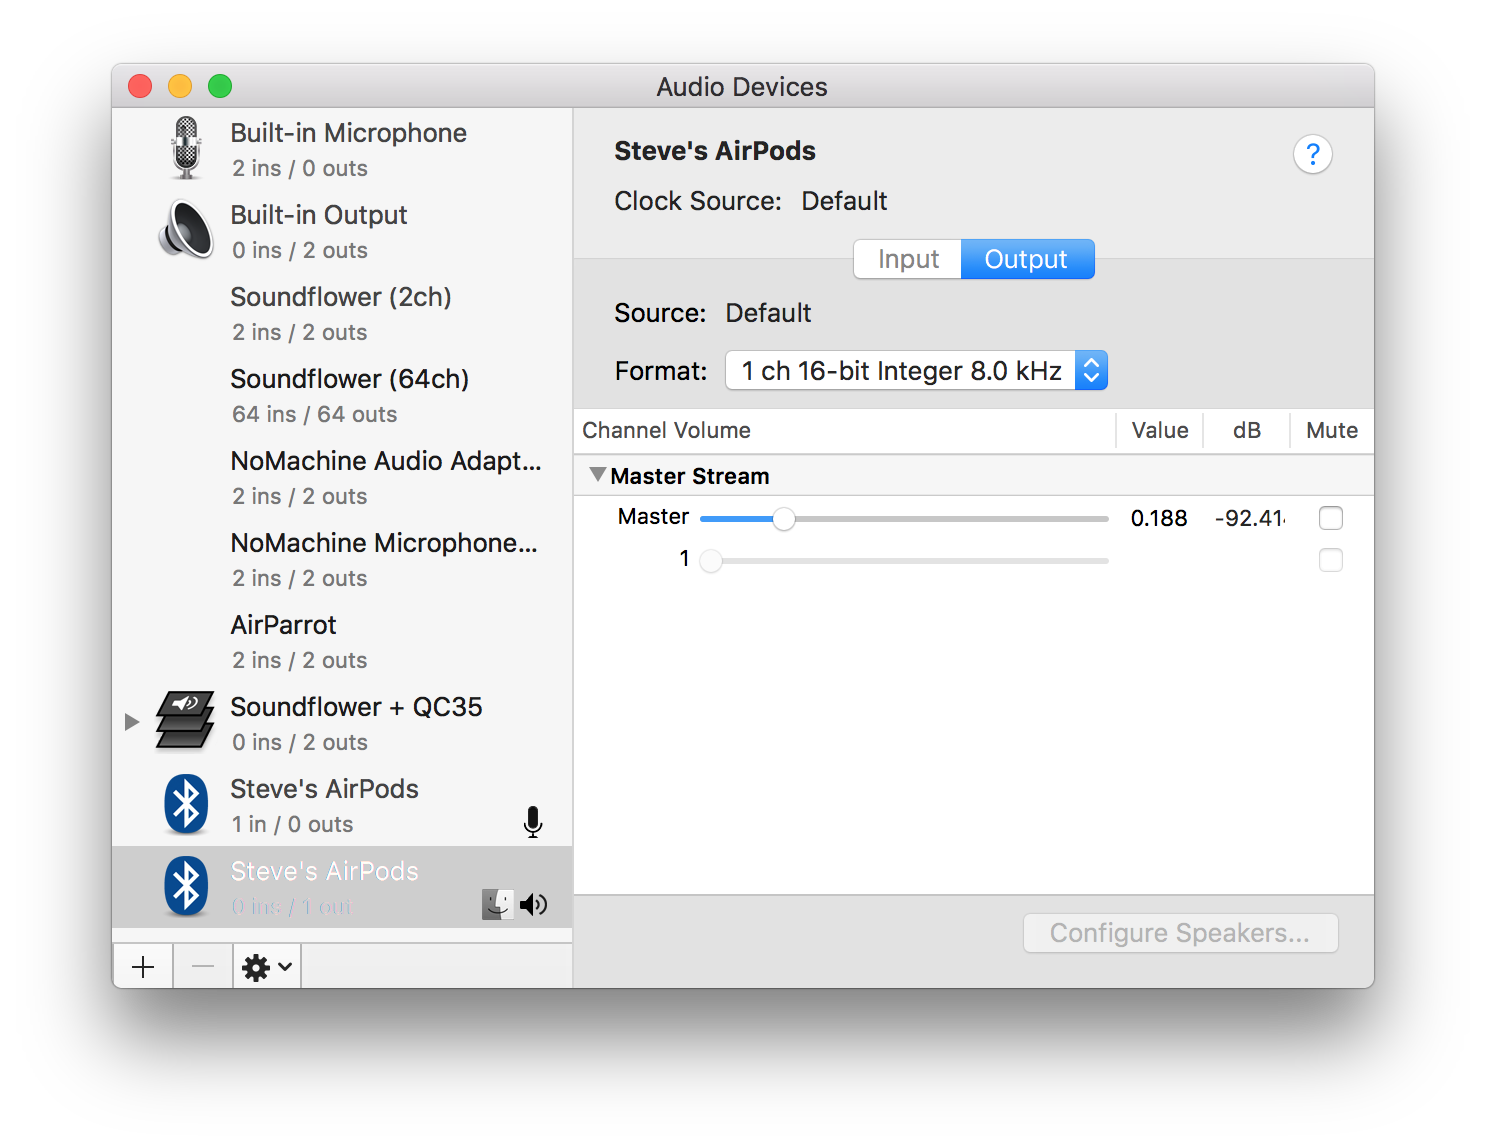 Audio Devices
Built-in Microphone
2 ins / 0 outs
Built-in Output
0 ins / 2 outs
Soundflower (2ch)
2 ins / 2 outs
Soundflower (64ch)
64 ins / 64 outs
NoMachine Audio Adapt...
2 ins / 2 outs
NoMachine Microphone...
2 ins / 2 outs
AirParrot
2 ins / 2 outs
Soundflower + QC35
0 ins / 2 outs
Steve's AirPods
1 in / 0 outs
Steve's AirPods
0 ins / 1 out
Steve's AirPods
?
Clock Source: Default
Input Output
Source: Default
Format: 1 ch 16-bit Integer 8.0 kHz
Channel Volume Value dB Mute
Master Stream
Master 0.188 -92.41
1
Configure Speakers...